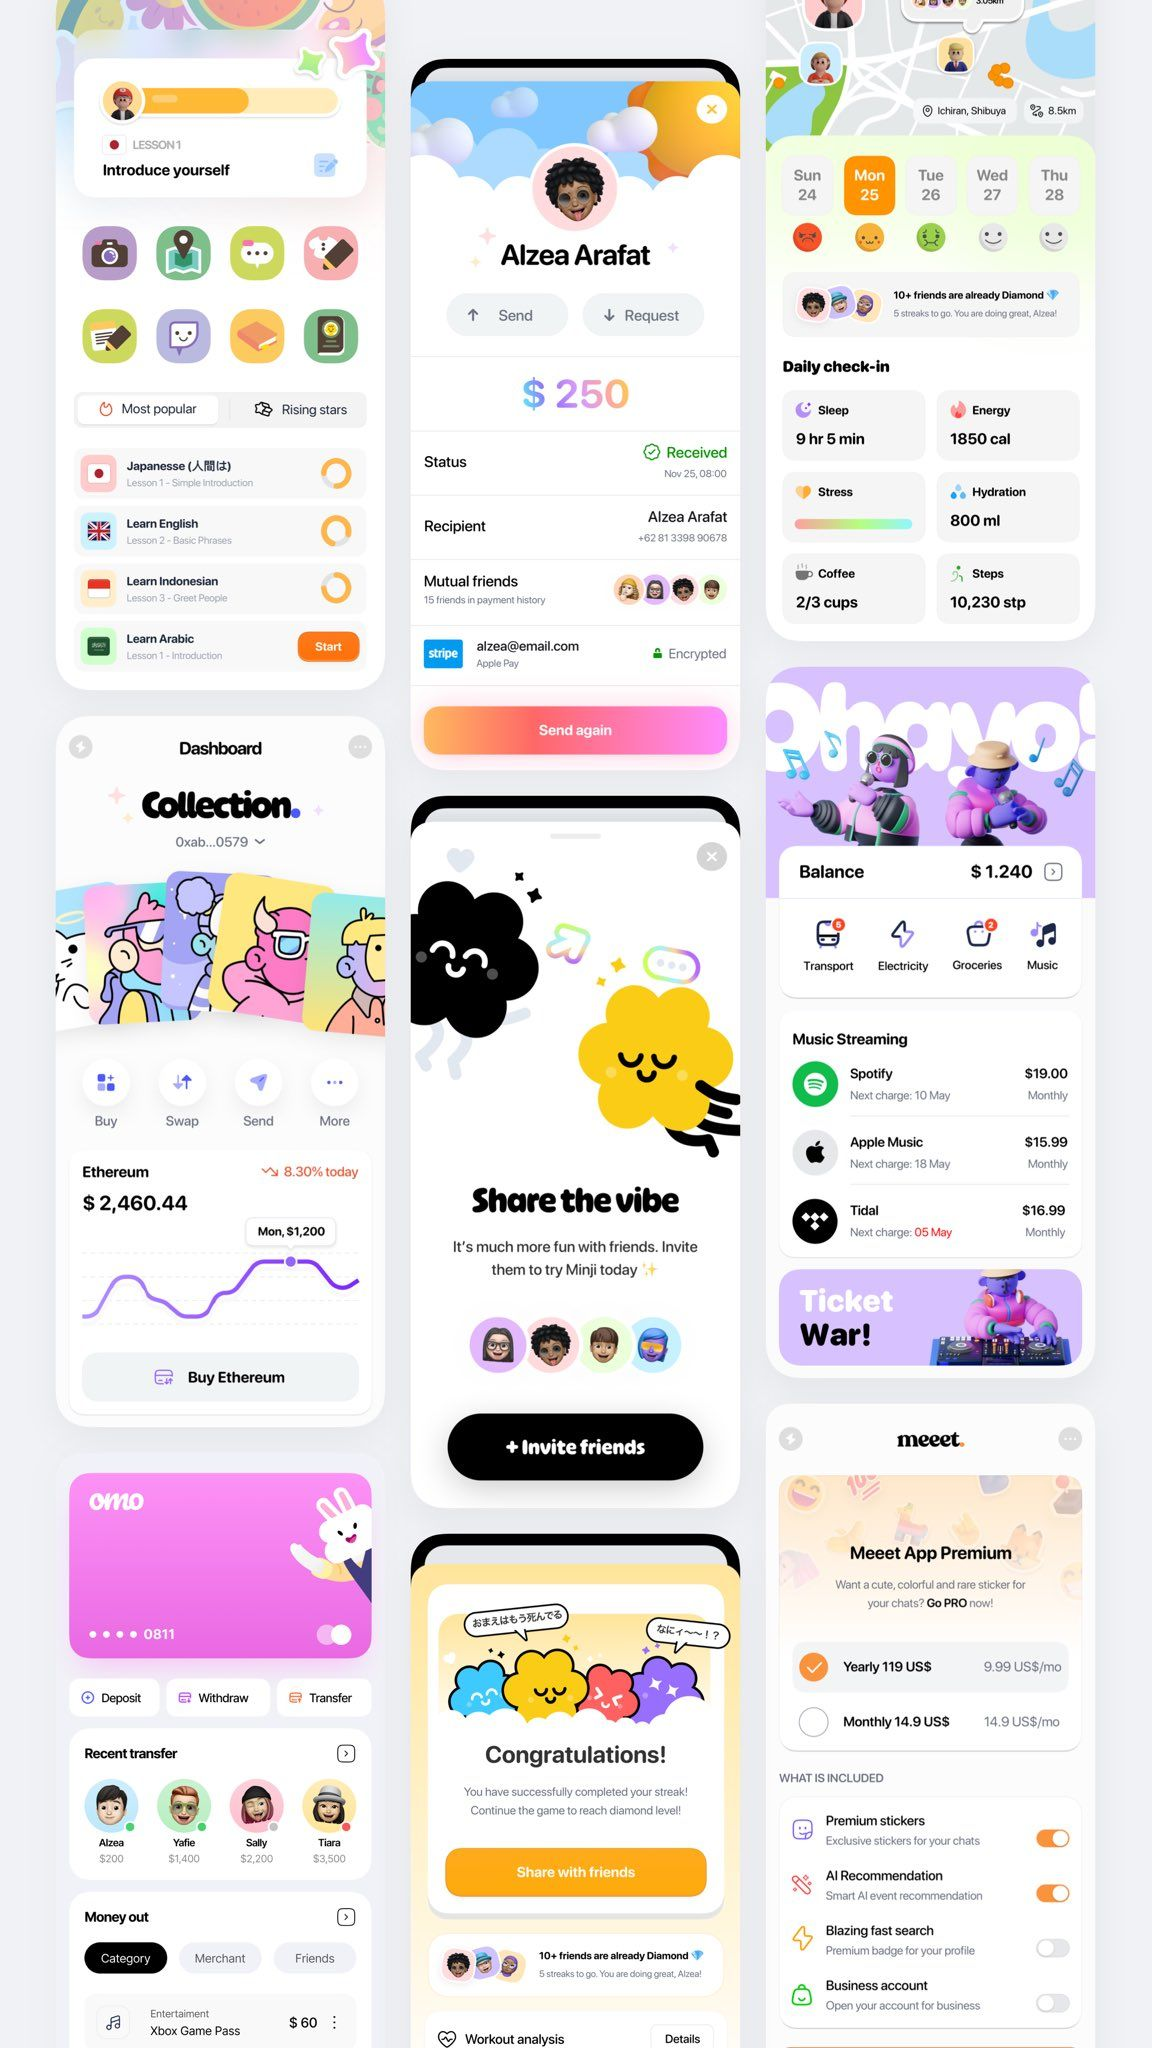 LESSON 1
Introduce yourself
Most popular
Rising stars
Japanesse (人間は)
Lesson 1 - Simple Introduction
Learn English
Lesson 2 - Basic Phrases
Learn Indonesian
Lesson 3 - Greet People
Learn Arabic
Lesson 1 - Introduction
Start
Dashboard
Collection.
0xab...0579
Buy
Swap
Send
More
Ethereum
8.30% today
$ 2,460.44
Mon, $1,200
Buy Ethereum
omo
•••• 0811
Deposit
Withdraw
Transfer
Recent transfer
Alzea
Yafie
Sally
Tiara
$200
$1,400
$2,200
$3,500
Money out
Category
Merchant
Friends
Entertaiment
Xbox Game Pass
$ 60
Alzea Arafat
Send
Request
$ 250
Status
Received
Nov 25, 08:00
Recipient
Alzea Arafat
+62 81 3398 90678
Mutual friends
15 friends in payment history
stripe
alzea@email.com
Apple Pay
Encrypted
Send again
Share the vibe
It's much more fun with friends. Invite
them to try Minji today ✨
+ Invite friends
おまえはもう死んでる
なにィ〜〜！？
Congratulations!
You have successfully completed your streak!
Continue the game to reach diamond level!
Share with friends
10+ friends are already Diamond 💎
5 streaks to go. You are doing great, Alzea!
Workout analysis
Details
3.05km
Ichiran, Shibuya
8.5km
Sun
24
Mon
25
Tue
26
Wed
27
Thu
28
10+ friends are already Diamond 💎
5 streaks to go. You are doing great, Alzea!
Daily check-in
Sleep
9 hr 5 min
Energy
1850 cal
Stress
Hydration
800 ml
Coffee
2/3 cups
Steps
10,230 stp
Ohayo!
Balance
$ 1.240
5
2
Transport
Electricity
Groceries
Music
Music Streaming
Spotify
$19.00
Next charge: 10 May
Monthly
Apple Music
$15.99
Next charge: 18 May
Monthly
Tidal
$16.99
Next charge: 05 May
Monthly
Ticket
War!
meeet.
Meeet App Premium
Want a cute, colorful and rare sticker for
your chats? Go PRO now!
Yearly 119 US$
9.99 US$/mo
Monthly 14.9 US$
14.9 US$/mo
WHAT IS INCLUDED
Premium stickers
Exclusive stickers for your chats
AI Recommendation
Smart AI event recommendation
Blazing fast search
Premium badge for your profile
Business account
Open your account for business